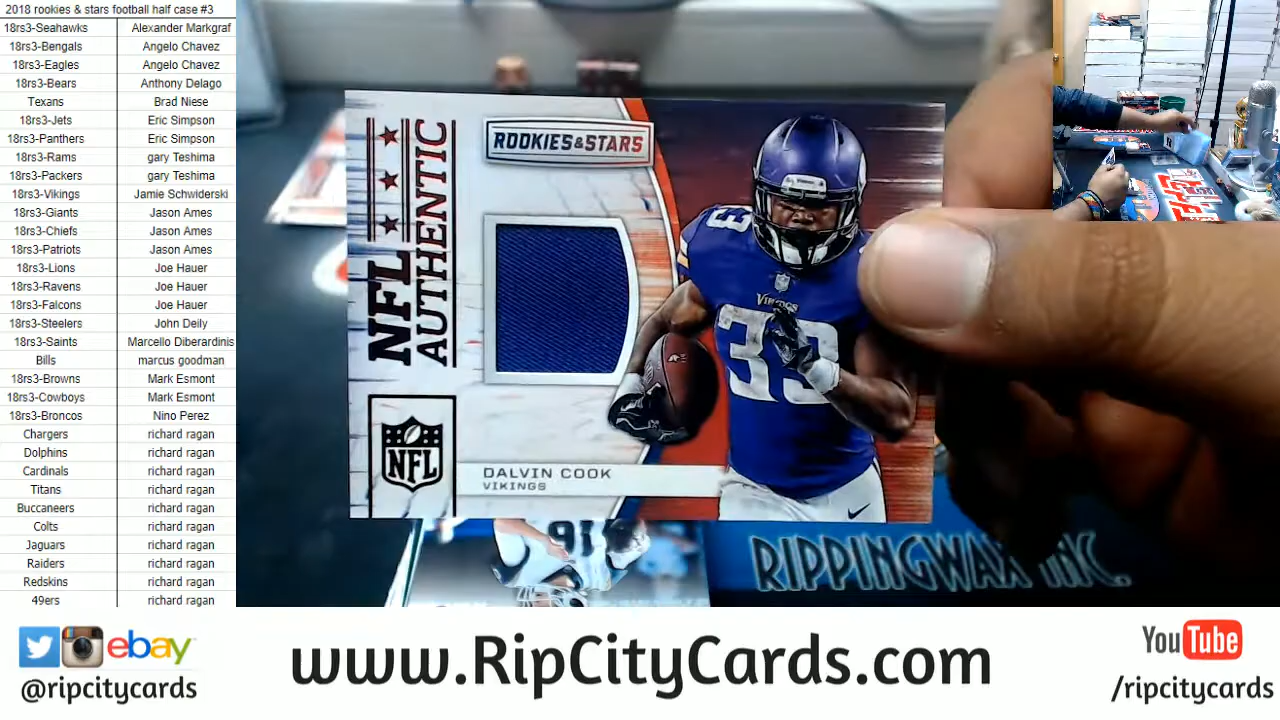 2018 rookies & stars football half case #3
18rs3-Seahawks Alexander Markgraf
18rs3-Bengals Angelo Chavez
18rs3-Eagles Angelo Chavez
18rs3-Bears Anthony Delago
Texans Brad Niese
18rs3-Jets Eric Simpson
18rs3-Panthers Eric Simpson
18rs3-Rams gary Teshima
18rs3-Packers gary Teshima
18rs3-Vikings Jamie Schwiderski
18rs3-Giants Jason Ames
18rs3-Chiefs Jason Ames
18rs3-Patriots Jason Ames
18rs3-Lions Joe Hauer
18rs3-Ravens Joe Hauer
18rs3-Falcons Joe Hauer
18rs3-Steelers John Deily
18rs3-Saints Marcello Diberardinis
Bills marcus goodman
18rs3-Browns Mark Esmont
18rs3-Cowboys Mark Esmont
18rs3-Broncos Nino Perez
Chargers richard ragan
Dolphins richard ragan
Cardinals richard ragan
Titans richard ragan
Buccaneers richard ragan
Colts richard ragan
Jaguars richard ragan
Raiders richard ragan
Redskins richard ragan
49ers richard ragan
NFL
AUTHENTIC
ROOKIES & STARS
NFL
DALVIN COOK
VIKINGS
33
VIKINGS
33
91
RIPPINGWAX INC.
ebay
@ripcitycards
www.RipCityCards.com
YouTube
/ripcitycards